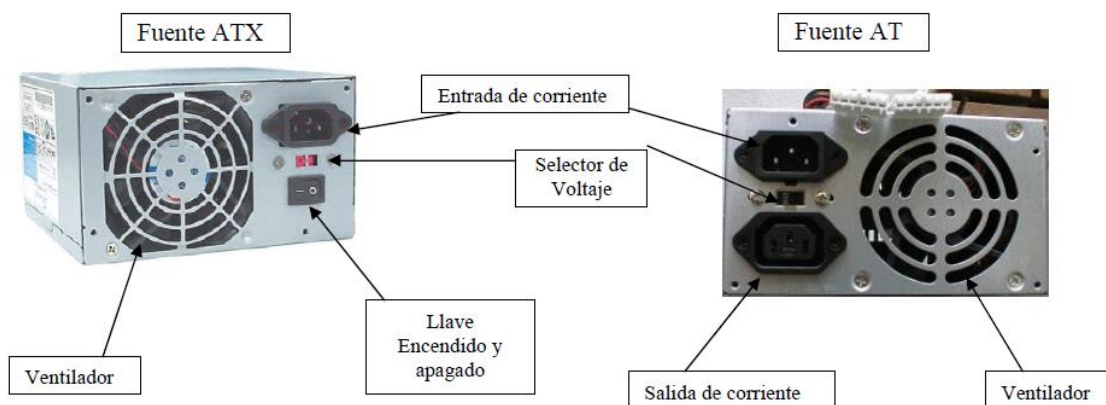 Fuente ATX
Fuente AT
Entrada de corriente
Selector de
Voltaje
Llave
Encendido y
apagado
Ventilador
Salida de corriente
Ventilador